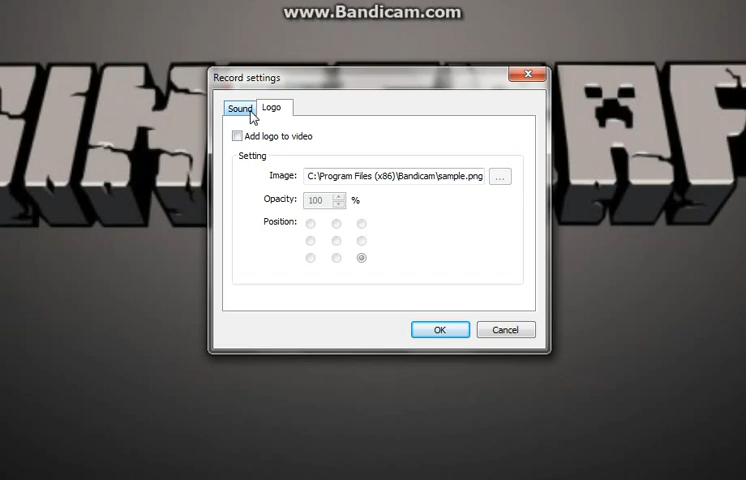 www.Bandicam.com
Record settings
Sound
Logo
Add logo to video
Setting
Image:
C:\Program Files (x86)\Bandicam\sample.png
...
Opacity:
100
%
Position:
OK
Cancel